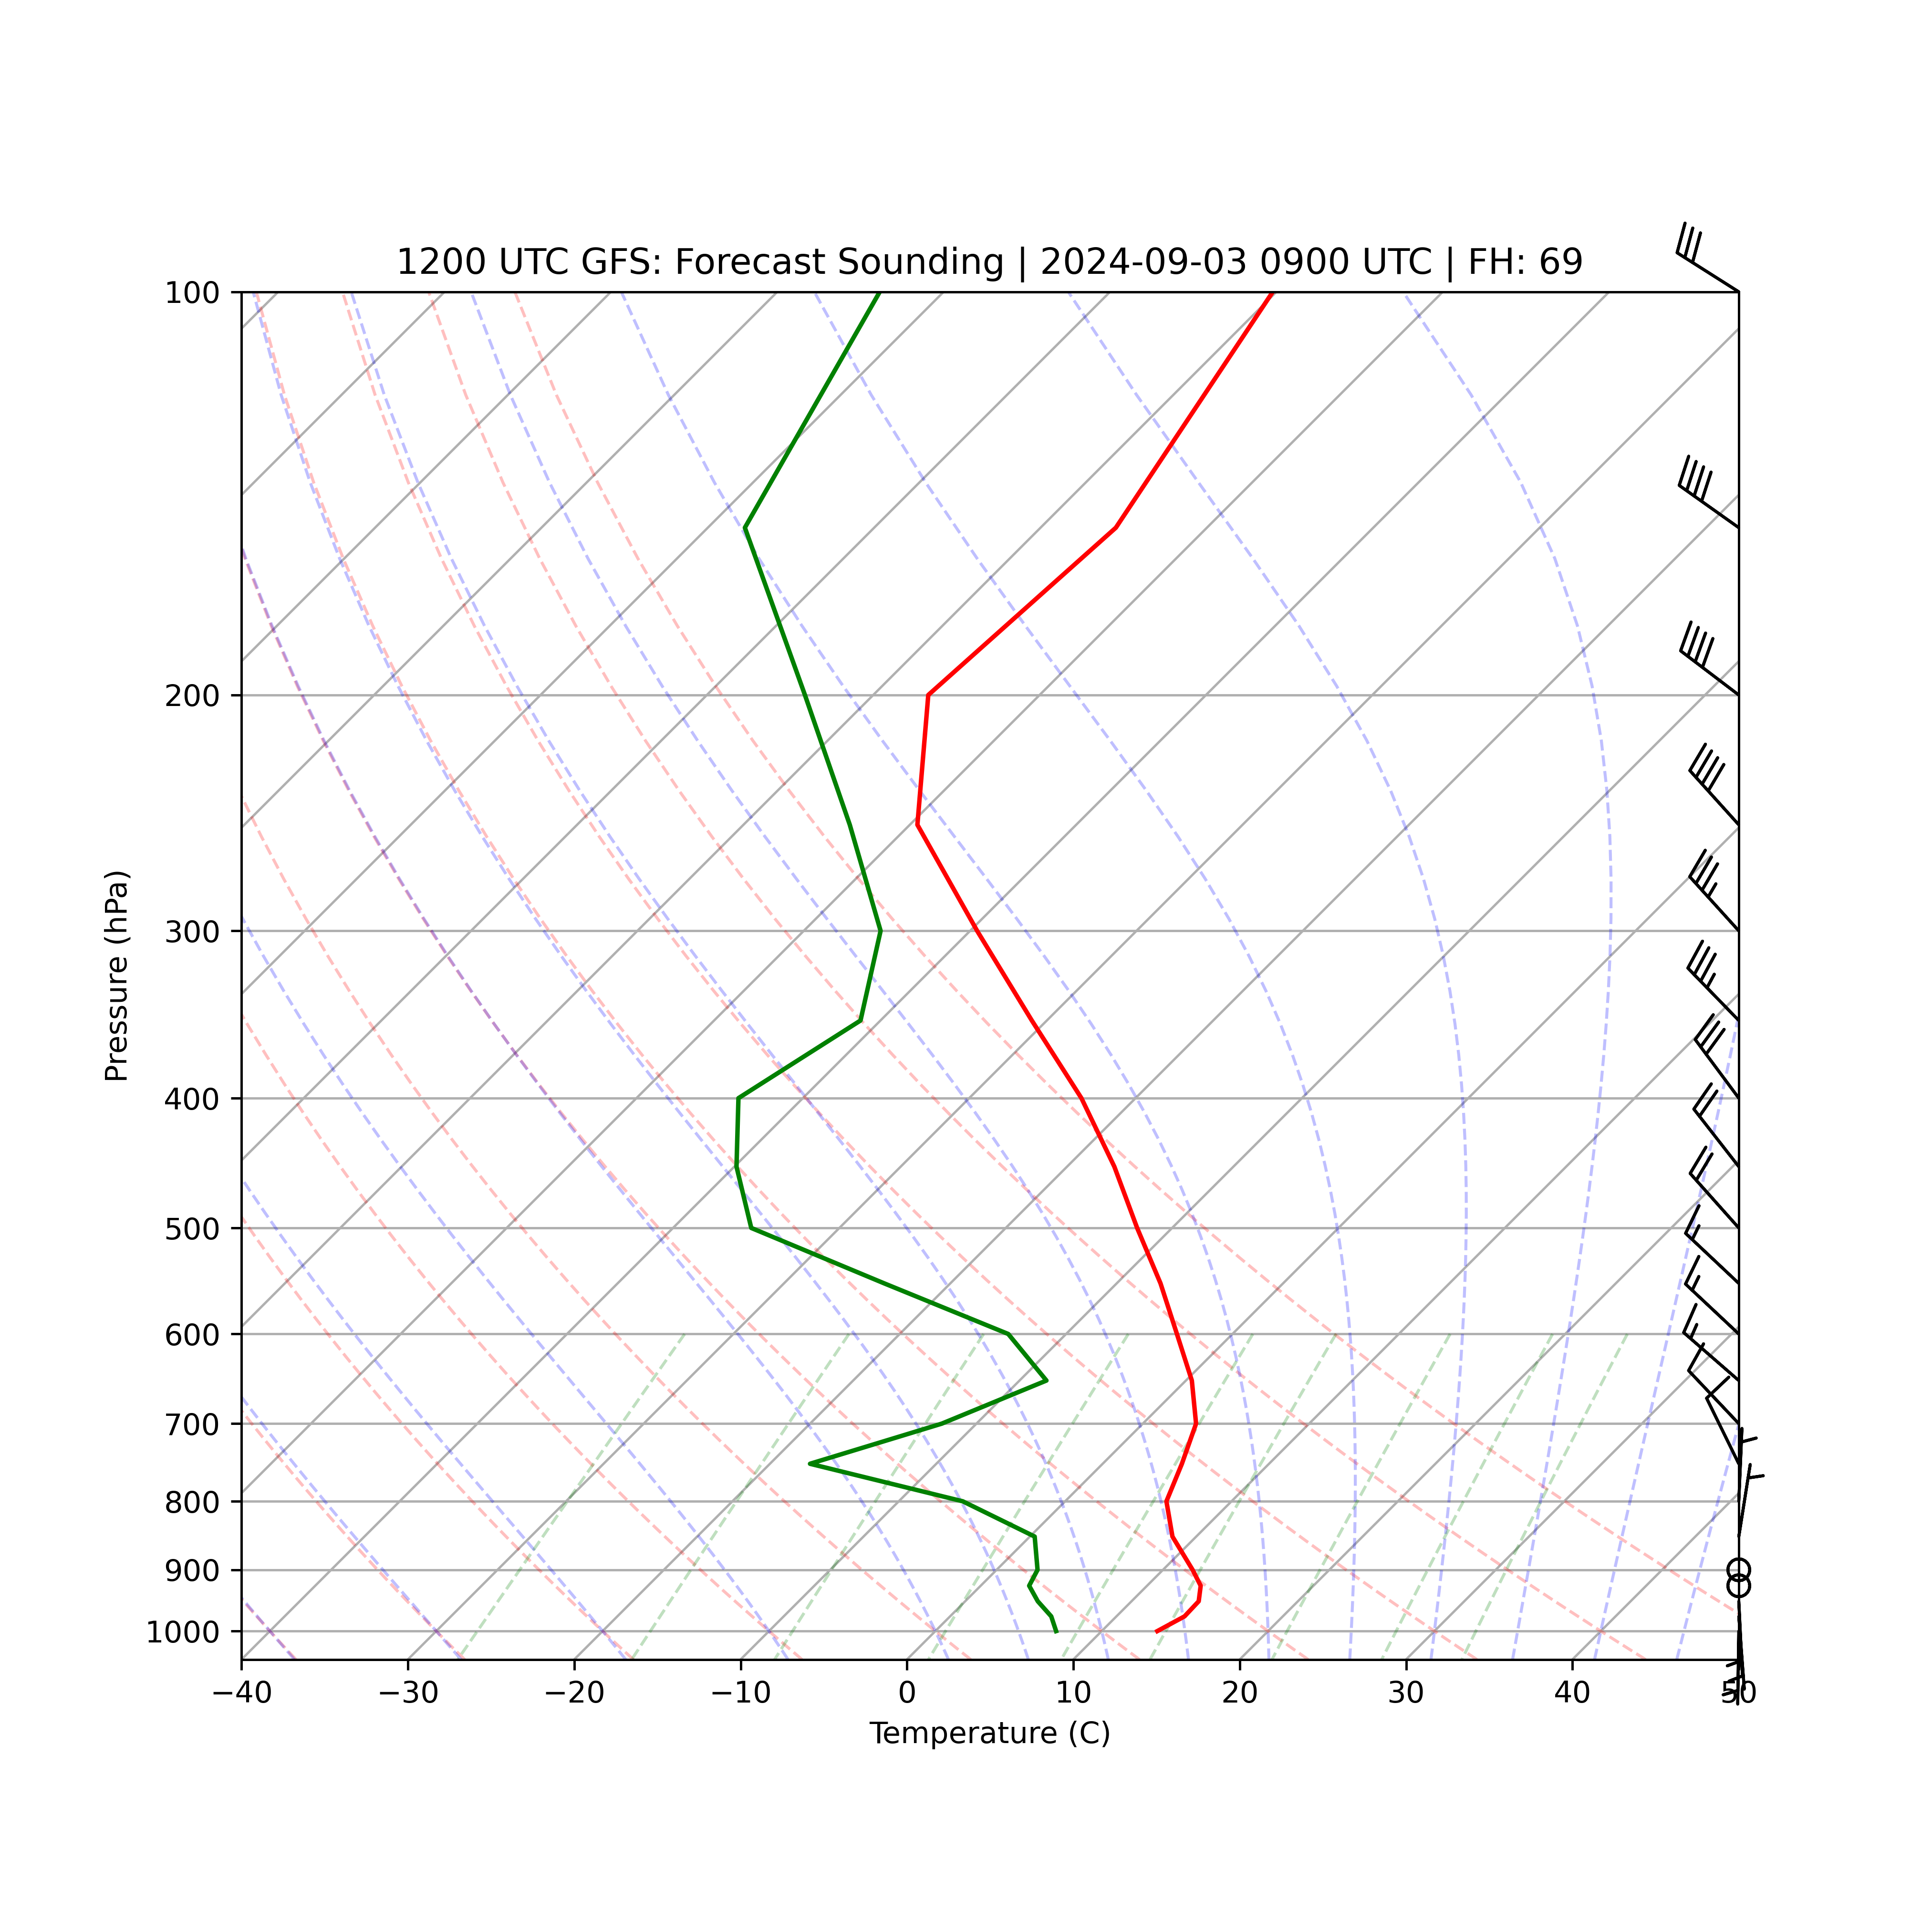 1200 UTC GFS: Forecast Sounding | 2024-09-03 0900 UTC | FH: 69
100
200
300
400
500
600
700
800
900
1000
Pressure (hPa)
−40 −30 −20 −10 0 10 20 30 40 50
Temperature (C)